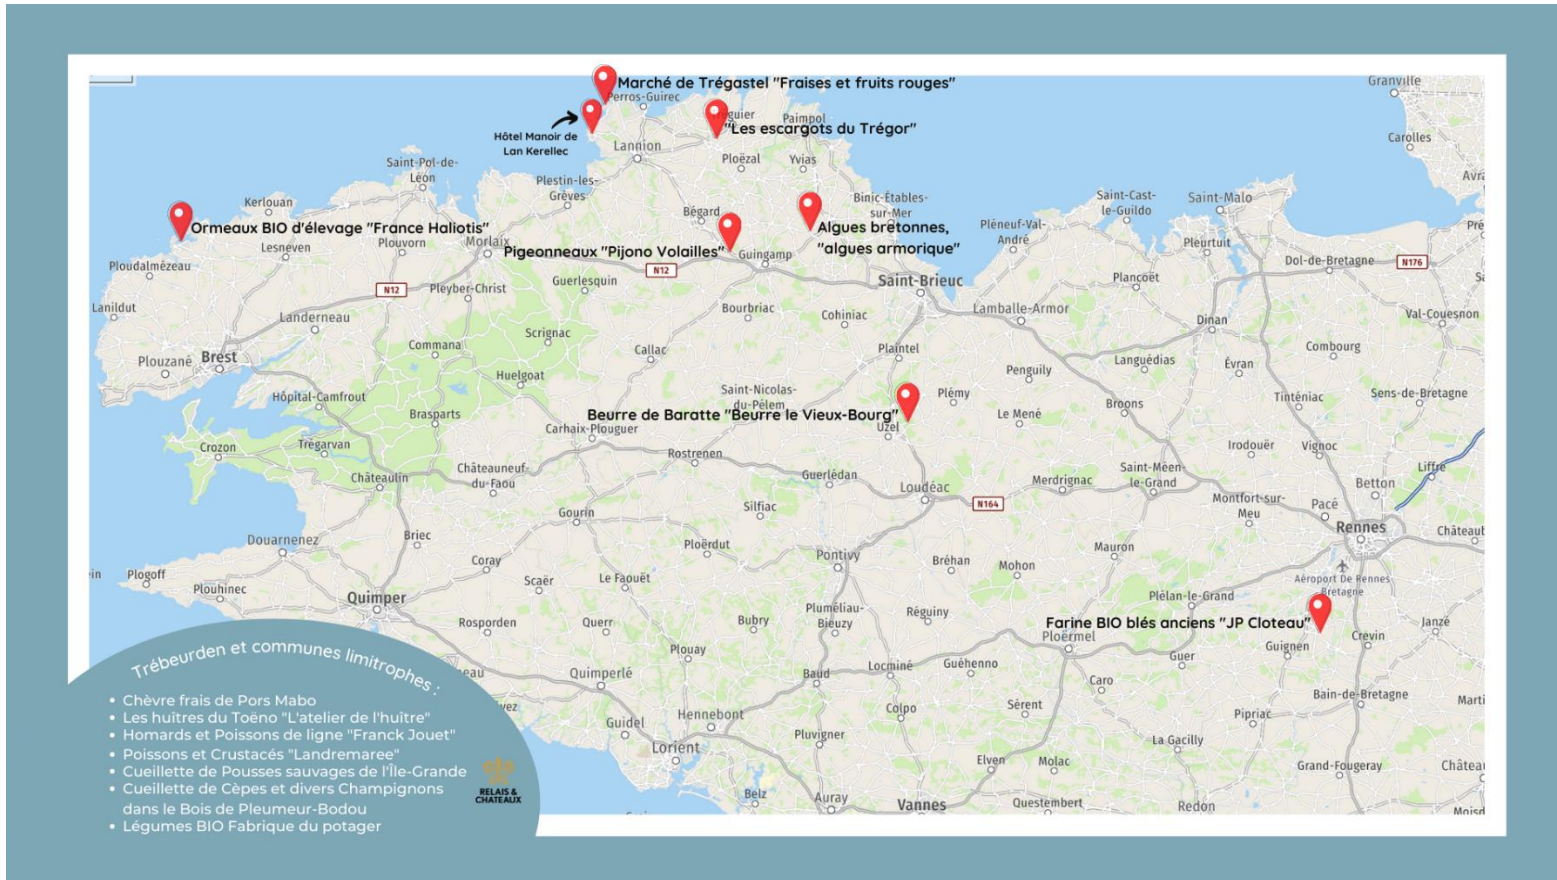 Marché de Trégastel "Fraises et fruits rouges"
Granville
Perros-Guirec
"Les escargots du Trégor"
Paimpol
Hôtel Manoir de
Lan Kerellec
Carolles
Lannion
Saint-Pol-de-
Léon
Ploëzal
Yvias
Plestin-les-
Grèves
Kerlouan
Bégard
Binic-Étables-
sur-Mer
Saint-Cast-
le-Guildo
Saint-Malo
Ormeaux BIO d'élevage "France Haliotis"
Algues bretonnes,
"algues armorique"
Pléneuf-Val-
André
Lesneven
Plouvorn
Morlaix
Pigeonneaux "Pijono Volailles"
Guingamp
Pleurtuit
Ploudalmézeau
N12
Dol-de-Bretagne
N176
Guerlesquin
Saint-Brieuc
Plancoët
N12
Pleyber-Christ
Lanildut
Landerneau
Bourbriac
Cohiniac
Lamballe-Armor
Dinan
Val-Couesnon
Scrignac
Commana
Callac
Plaintel
Plouzané
Brest
Languédias
Évran
Combourg
Huelgoat
Penguily
Hôpital-Camfrout
Saint-Nicolas-
du-Pélem
Plémy
Broons
Tinténiac
Sens-de-Bretagne
Brasparts
Beurre de Baratte "Beurre le Vieux-Bourg"
Le Mené
Uzel
Carhaix-Plouguer
Crozon
Trégarvan
Irodouër
Vignoc
Rostrenen
Châteaulin
Châteauneuf-
du-Faou
Guerlédan
Saint-Méen-
le-Grand
Liffré
Loudéac
Merdrignac
Betton
N164
Montfort-sur-
Meu
Pacé
Gourin
Silfiac
Rennes
Briec
Douarnenez
Ploërdut
Pontivy
Mauron
Coray
Bréhan
Mohon
Plogoff
Scaër
Le Faouët
Aéroport De Rennes
Bretagne
Plouhinec
Quimper
Plélan-le-Grand
Pluméliau-
Bieuzy
Réguiny
Rosporden
Querr
Bubry
Farine BIO blés anciens "JP Cloteau"
Ploërmel
Crevin
Janzé
Guignen
Plouay
Guer
Quimperlé
Locminé
Guéhenno
Baud
Caro
Bain-de-Bretagne
Guidel
Hennebont
Colpo
Sérent
Pipriac
Pluvigner
Lorient
La Gacilly
Elven
Molac
Grand-Fougeray
Belz
Auray
Vannes
Questembert
Redon
Trébeurden et communes limitrophes :
• Chèvre frais de Pors Mabo
• Les huîtres du Toëno "L'atelier de l'huître"
• Homards et Poissons de ligne "Franck Jouet"
• Poissons et Crustacés "Landremaree"
• Cueillette de Pousses sauvages de l'Île-Grande
• Cueillette de Cèpes et divers Champignons
dans le Bois de Pleumeur-Bodou
• Légumes BIO Fabrique du potager
RELAIS &
CHATEAUX